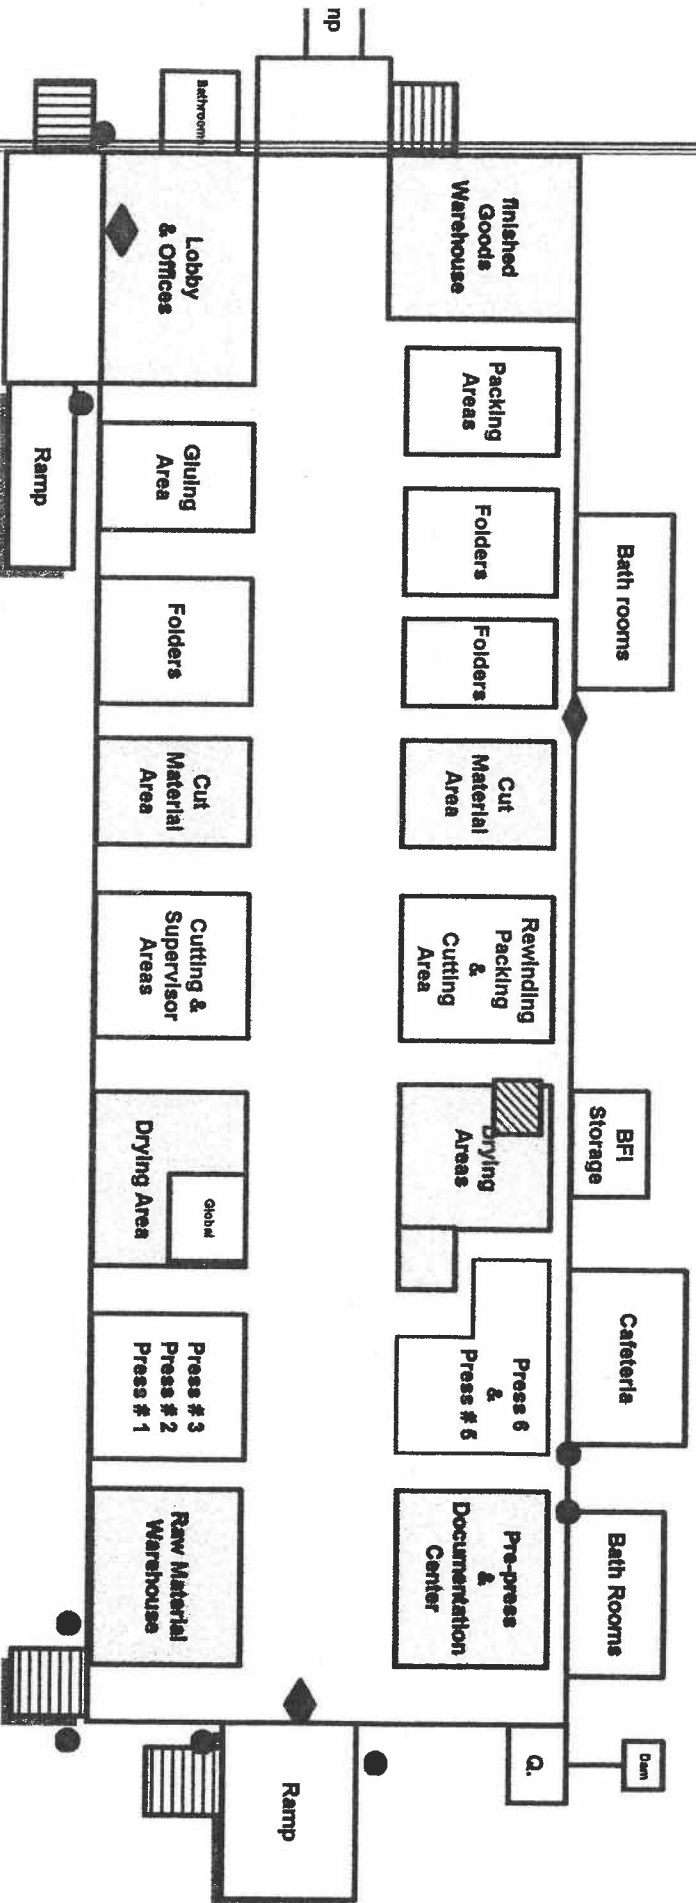 Bath rooms
BFI
Storage
Cafeteria
Bath Rooms
Dam
Q.
finished
Goods
Warehouse
Packing
Areas
Folders
Folders
Cut
Material
Area
Rewinding
Packing
&
Cutting
Area
Drying
Areas
Press 6
&
Press # 5
Pre-press
&
Documentation
Center
np
Ramp
Bathrooms
Lobby
& Offices
Gluing
Area
Folders
Cut
Material
Area
Cutting &
Supervisor
Areas
Global
Drying Area
Press # 3
Press # 2
Press # 1
Raw Material
Warehouse
Ramp